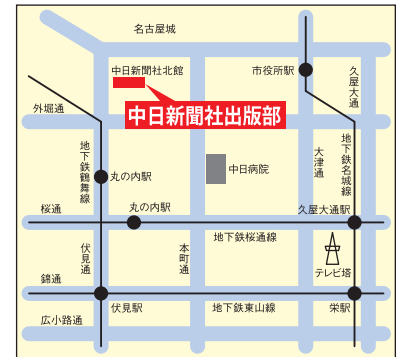 名古屋城
中日新聞社北館
市役所駅
久屋大通
外堀通
中日新聞社出版部
地下鉄鶴舞線
丸の内駅
中日病院
大津通
地下鉄名城線
桜通
丸の内駅
久屋大通駅
伏見通
本町通
地下鉄桜通線
テレビ塔
錦通
伏見駅
地下鉄東山線
栄駅
広小路通